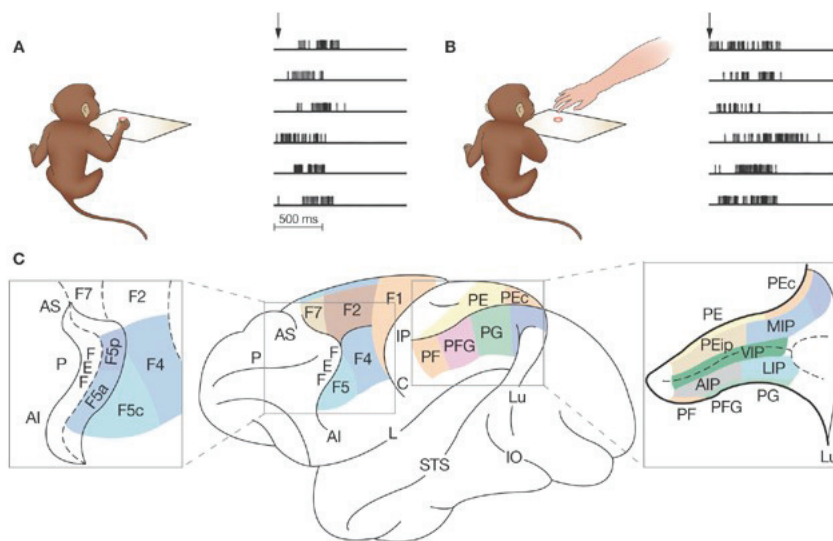 A
B
500 ms
C
F7
F2
AS
P
F
E
F
F5p
F5a
F4
F5c
AI
F7
F2
F1
AS
P
F
E
F
F4
F5
AI
L
C
IP
PE
PEc
PF
PFG
PG
Lu
STS
IO
PEc
PE
MIP
PEip
VIP
LIP
AIP
PF
PFG
PG
Lu